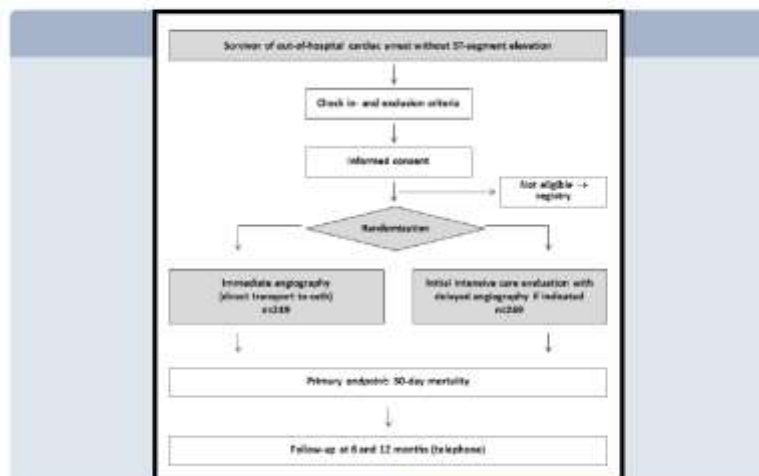 Survivor of out-of-hospital cardiac arrest without ST-segment elevation
Check in- and exclusion criteria
Informed consent
Not eligible →
registry
Randomization
Immediate angiography
(direct transport to cath)
Initial intensive care evaluation with
delayed angiography if indicated
Primary endpoint: 30-day mortality
Follow-up at 6 and 12 months (telephone)